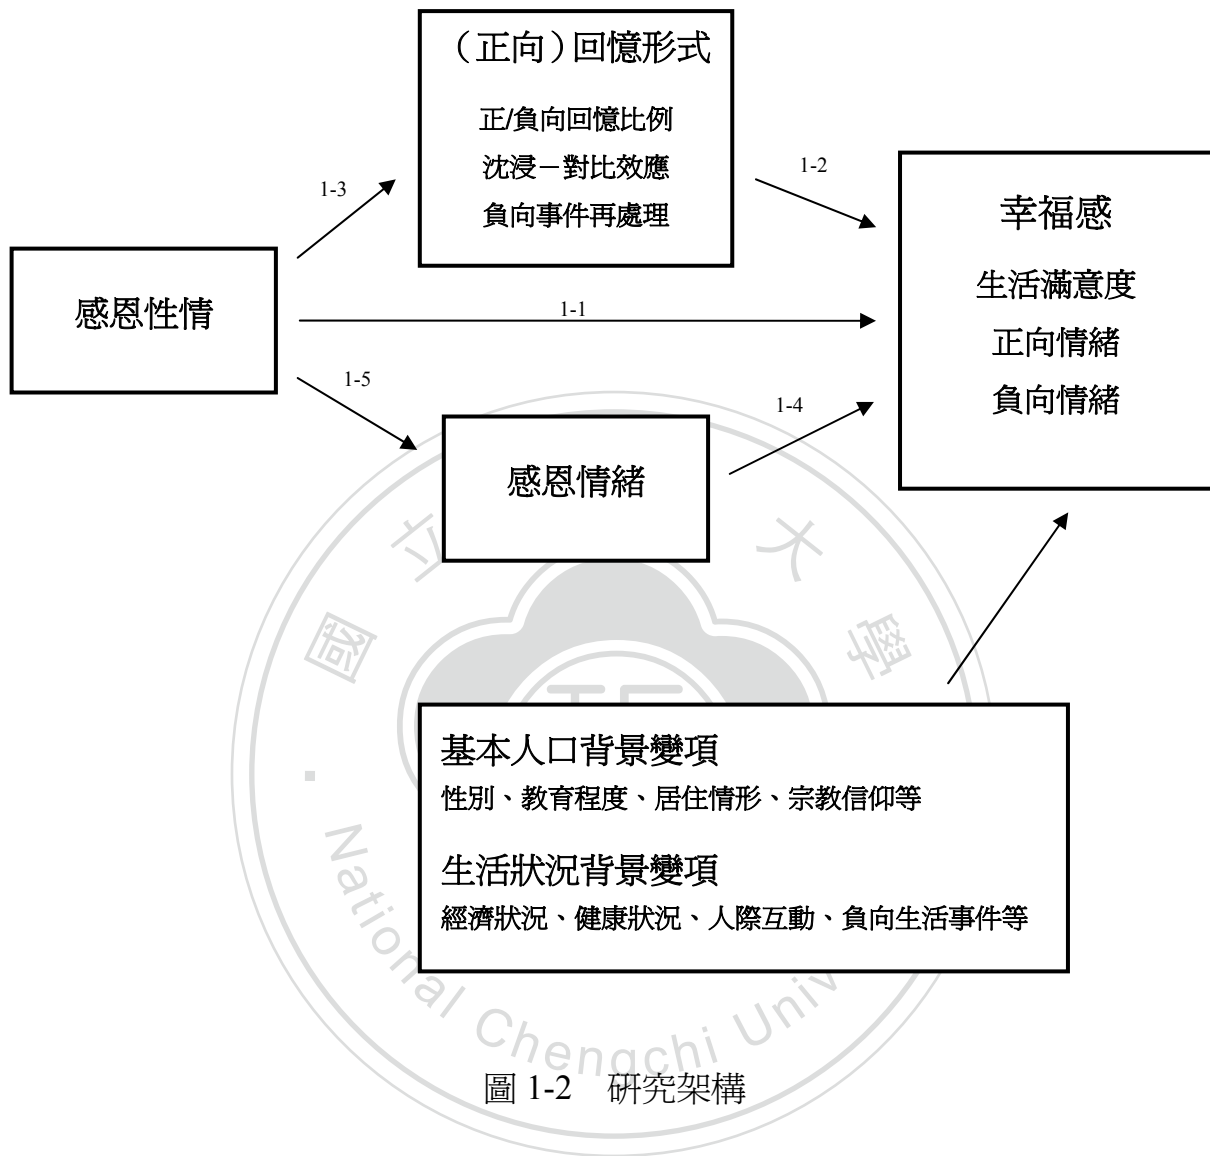 （正向）回憶形式
正/負向回憶比例
沈浸－對比效應
負向事件再處理
1-3
1-2
幸福感
生活滿意度
正向情緒
負向情緒
感恩性情
1-1
1-5
1-4
感恩情緒
國 立 大 學
基本人口背景變項
性別、教育程度、居住情形、宗教信仰等
生活狀況背景變項
經濟狀況、健康狀況、人際互動、負向生活事件等
National Chengchi Univ
圖 1-2 研究架構